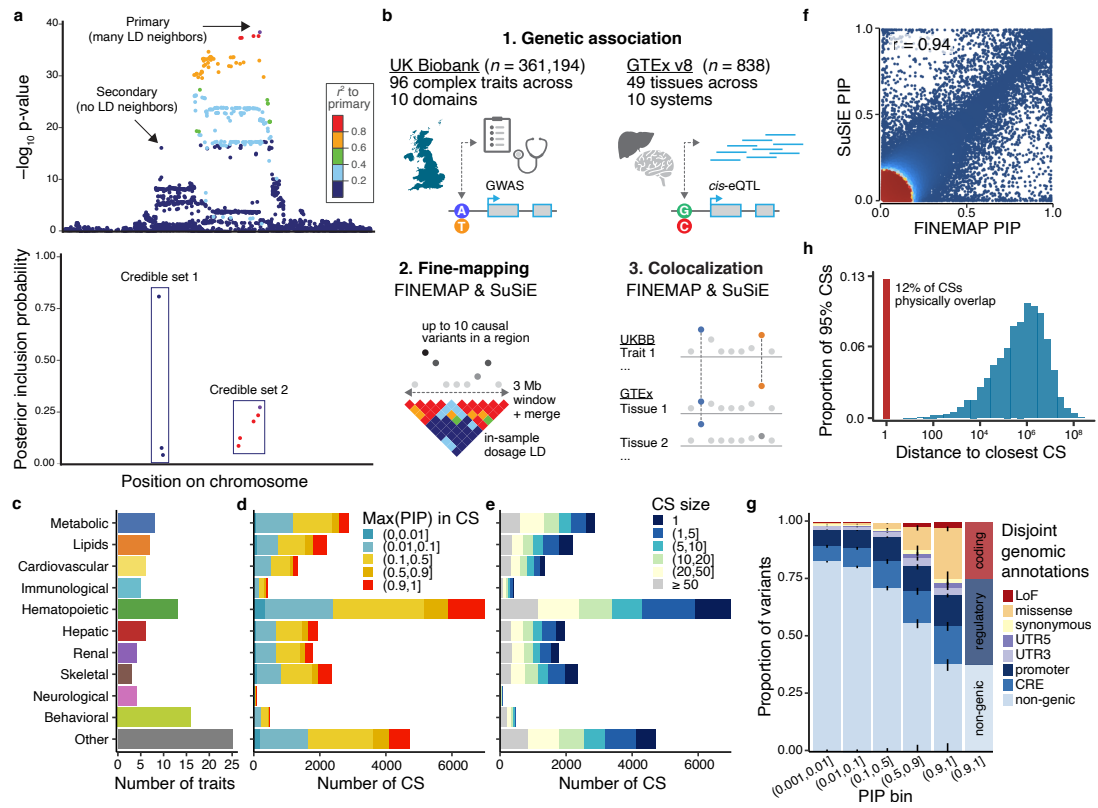 a
40
30
20
10
0
–log10 p-value
Primary
(many LD neighbors)
Secondary
(no LD neighbors)
r2 to
primary
0.8
0.6
0.4
0.2
1.00
0.75
0.50
0.25
0.00
Posterior inclusion probability
Credible set 1
Credible set 2
Position on chromosome
b
1. Genetic association
UK Biobank (n = 361,194)
96 complex traits across
10 domains
GTEx v8 (n = 838)
49 tissues across
10 systems
GWAS
A
T
cis-eQTL
G
C
2. Fine-mapping
FINEMAP & SuSiE
up to 10 causal
variants in a region
3 Mb
window
+ merge
in-sample
dosage LD
3. Colocalization
FINEMAP & SuSiE
UKBB
Trait 1
...
GTEx
Tissue 1
Tissue 2
...
f
1.0
0.5
0.0
SuSiE PIP
r = 0.94
0.0
0.5
1.0
FINEMAP PIP
h
0.13
0.06
0.0
Proportion of 95% CSs
12% of CSs
physically overlap
1
100
10^4
10^6
10^8
Distance to closest CS
c
Metabolic
Lipids
Cardiovascular
Immunological
Hematopoietic
Hepatic
Renal
Skeletal
Neurological
Behavioral
Other
0 5 10 15 20 25
Number of traits
d
Max(PIP) in CS
(0,0.01]
(0.01,0.1]
(0.1,0.5]
(0.5,0.9]
(0.9,1]
0 2000 4000 6000
Number of CS
e
CS size
1
(1,5]
(5,10]
(10,20]
(20,50]
≥ 50
0 2000 4000 6000
Number of CS
g
1.00
0.75
0.50
0.25
0.00
Proportion of variants
coding
regulatory
non-genic
(0.001,0.01]
(0.01,0.1]
(0.1,0.5]
(0.5,0.9]
(0.9,1]
(0.9,1]
PIP bin
Disjoint
genomic
annotations
LoF
missense
synonymous
UTR5
UTR3
promoter
CRE
non-genic